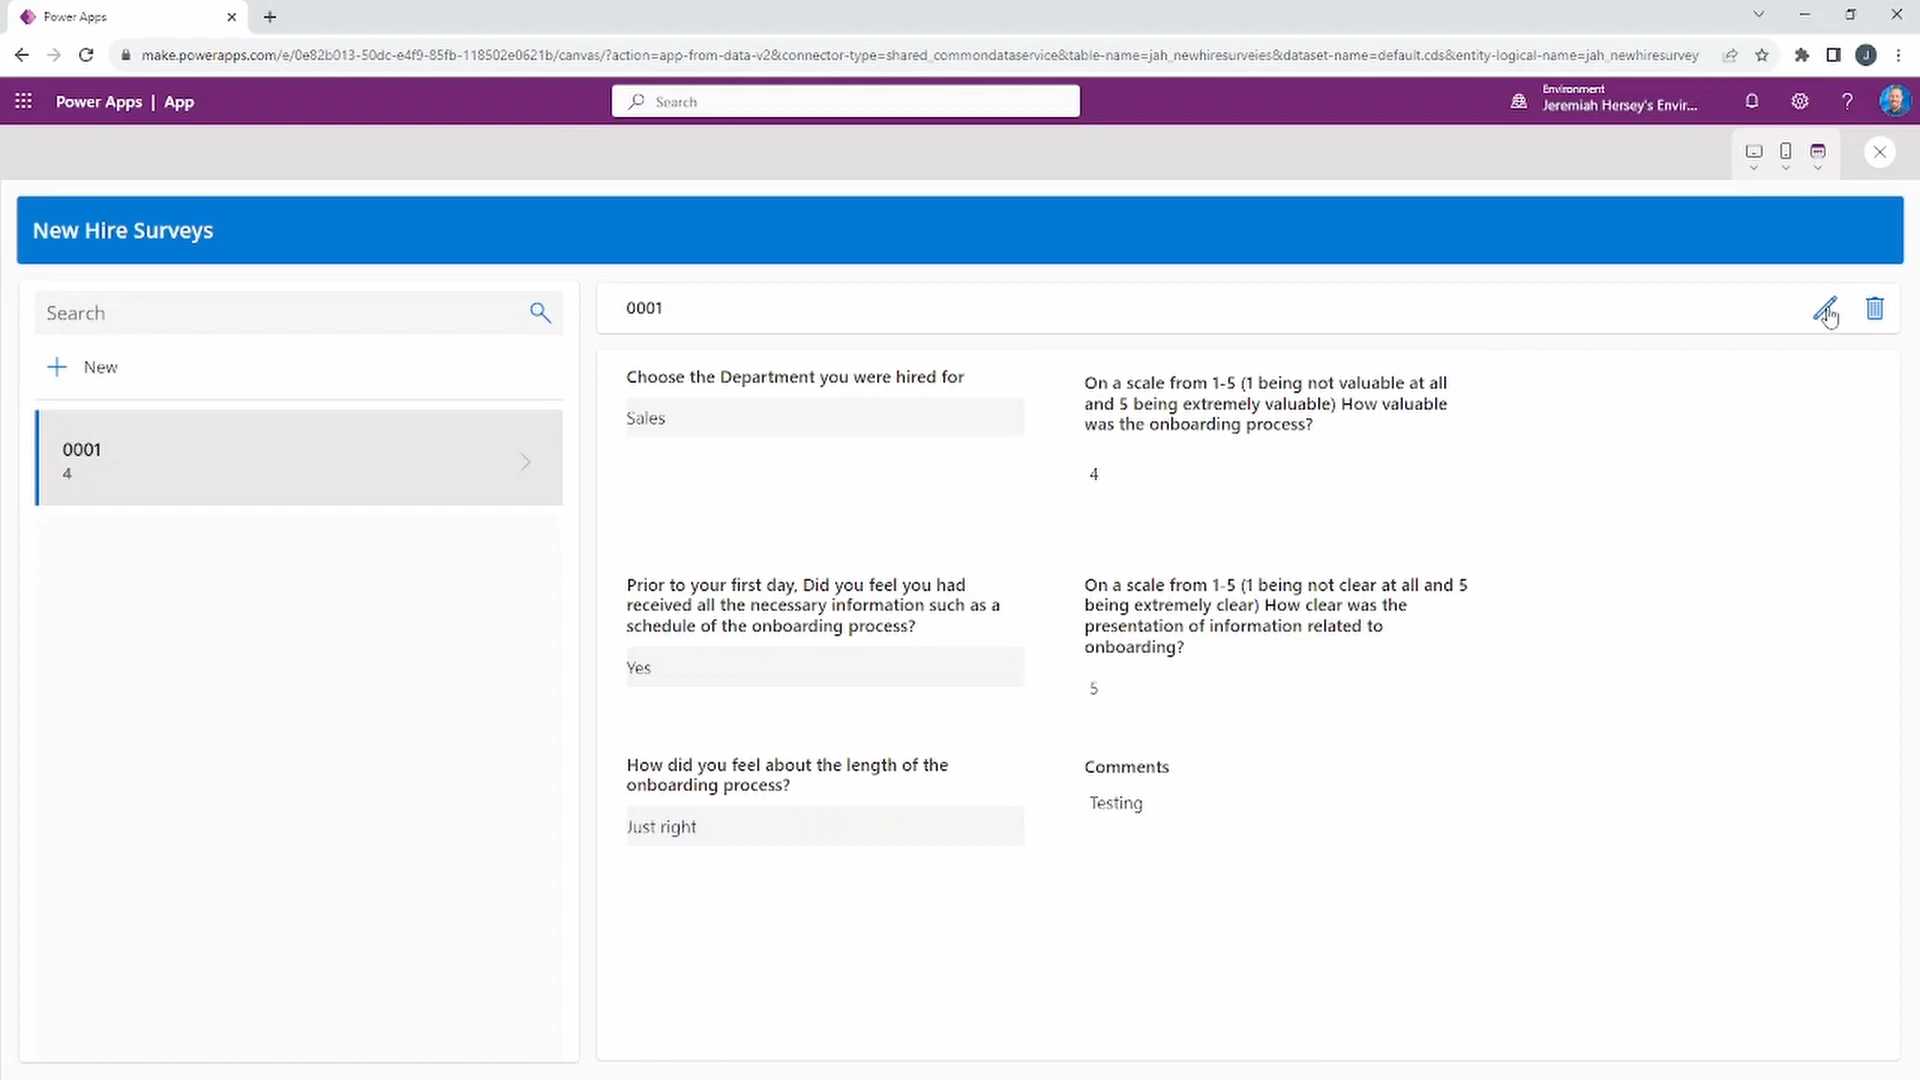 Power Apps
make.powerapps.com/e/0e82b013-50dc-e4f9-85fb-118502e0621b/canvas/?action=app-from-data-v2&connector-type=shared_commondataservice&table-name=jah_newhiresurveies&dataset-name=default.cds&entity-logical-name=jah_newhiresurvey
J
Power Apps | App
Search
Environment
Jeremiah Hersey's Envir...
?
New Hire Surveys
Search
New
0001
4
0001
Choose the Department you were hired for
Sales
On a scale from 1-5 (1 being not valuable at all
and 5 being extremely valuable) How valuable
was the onboarding process?
4
Prior to your first day, Did you feel you had
received all the necessary information such as a
schedule of the onboarding process?
Yes
On a scale from 1-5 (1 being not clear at all and 5
being extremely clear) How clear was the
presentation of information related to
onboarding?
5
How did you feel about the length of the
onboarding process?
Just right
Comments
Testing